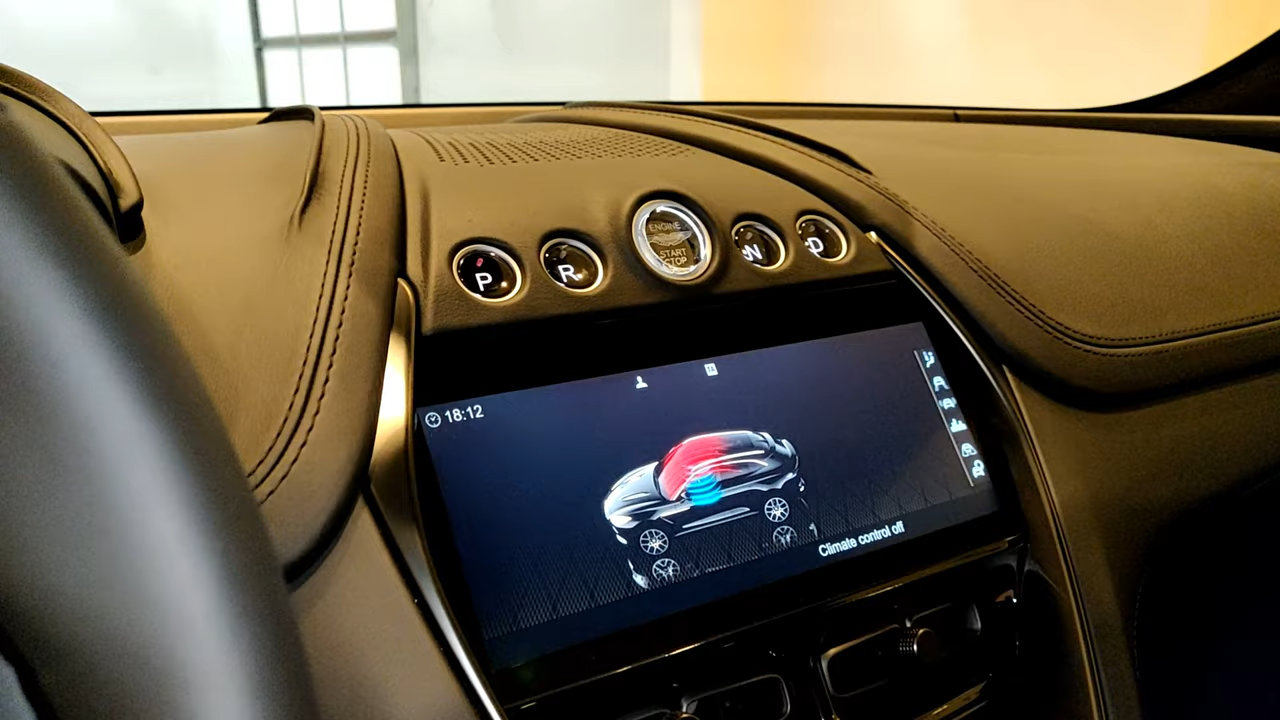 P
R
ENGINE
START
STOP
N
D
18:12
Climate control off